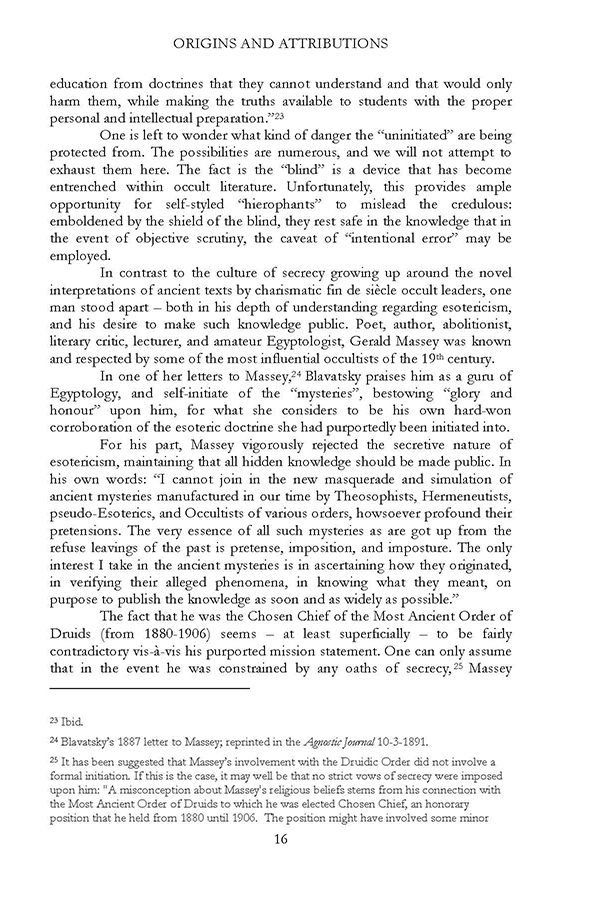 ORIGINS AND ATTRIBUTIONS
education from doctrines that they cannot understand and that would only
harm them, while making the truths available to students with the proper
personal and intellectual preparation.”23
One is left to wonder what kind of danger the “uninitiated” are being
protected from. The possibilities are numerous, and we will not attempt to
exhaust them here. The fact is the “blind” is a device that has become
entrenched within occult literature. Unfortunately, this provides ample
opportunity for self-styled “hierophants” to mislead the credulous:
emboldened by the shield of the blind, they rest safe in the knowledge that in
the event of objective scrutiny, the caveat of “intentional error” may be
employed.
In contrast to the culture of secrecy growing up around the novel
interpretations of ancient texts by charismatic fin de siècle occult leaders, one
man stood apart – both in his depth of understanding regarding esotericism,
and his desire to make such knowledge public. Poet, author, abolitionist,
literary critic, lecturer, and amateur Egyptologist, Gerald Massey was known
and respected by some of the most influential occultists of the 19th century.
In one of her letters to Massey,24 Blavatsky praises him as a guru of
Egyptology, and self-initiate of the “mysteries”, bestowing “glory and
honour” upon him, for what she considers to be his own hard-won
corroboration of the esoteric doctrine she had purportedly been initiated into.
For his part, Massey vigorously rejected the secretive nature of
esotericism, maintaining that all hidden knowledge should be made public. In
his own words: “I cannot join in the new masquerade and simulation of
ancient mysteries manufactured in our time by Theosophists, Hermeneutists,
pseudo-Esoterics, and Occultists of various orders, howsoever profound their
pretensions. The very essence of all such mysteries as are got up from the
refuse leavings of the past is pretense, imposition, and imposture. The only
interest I take in the ancient mysteries is in ascertaining how they originated,
in verifying their alleged phenomena, in knowing what they meant, on
purpose to publish the knowledge as soon and as widely as possible.”
The fact that he was the Chosen Chief of the Most Ancient Order of
Druids (from 1880-1906) seems – at least superficially – to be fairly
contradictory vis-à-vis his purported mission statement. One can only assume
that in the event he was constrained by any oaths of secrecy,25 Massey
23 Ibid.
24 Blavatsky’s 1887 letter to Massey; reprinted in the Agnostic Journal 10-3-1891.
25 It has been suggested that Massey’s involvement with the Druidic Order did not involve a
formal initiation. If this is the case, it may well be that no strict vows of secrecy were imposed
upon him: "A misconception about Massey's religious beliefs stems from his connection with
the Most Ancient Order of Druids to which he was elected Chosen Chief, an honorary
position that he held from 1880 until 1906. The position might have involved some minor
16